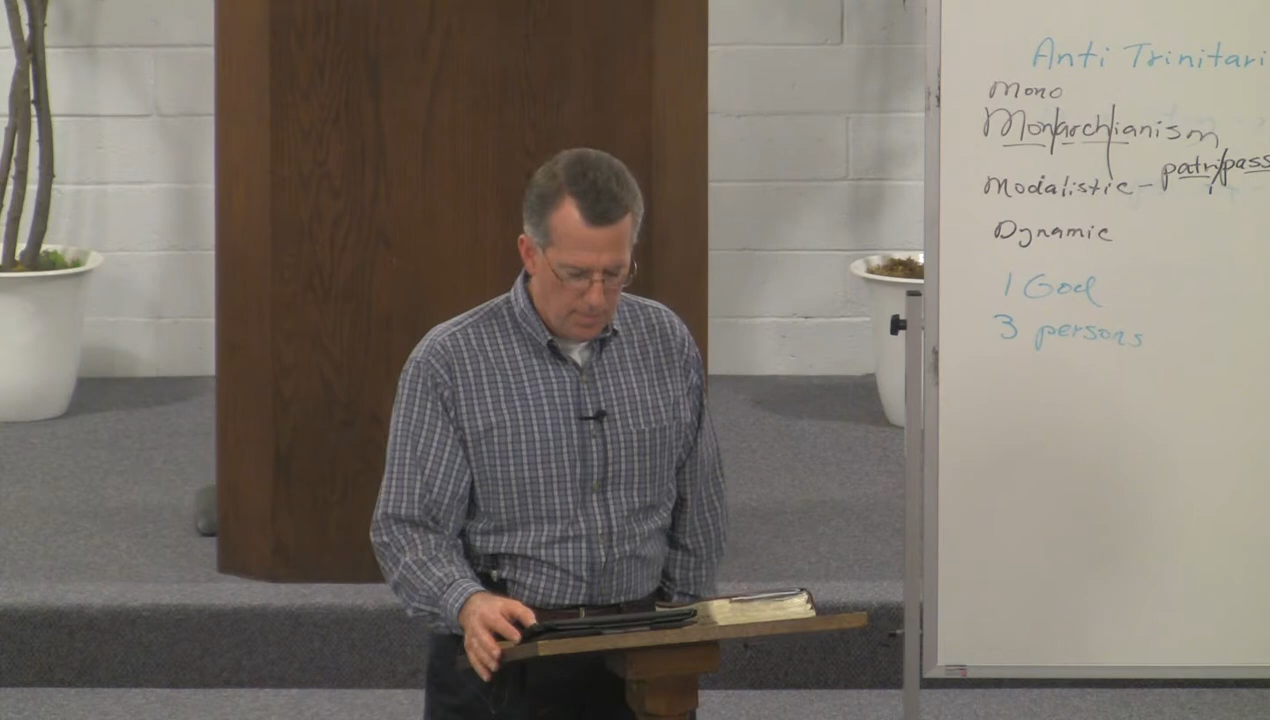 Anti Trinitari
Mono
Monarchianism
patripass
Modalistic -
Dynamic
1 God
3 persons